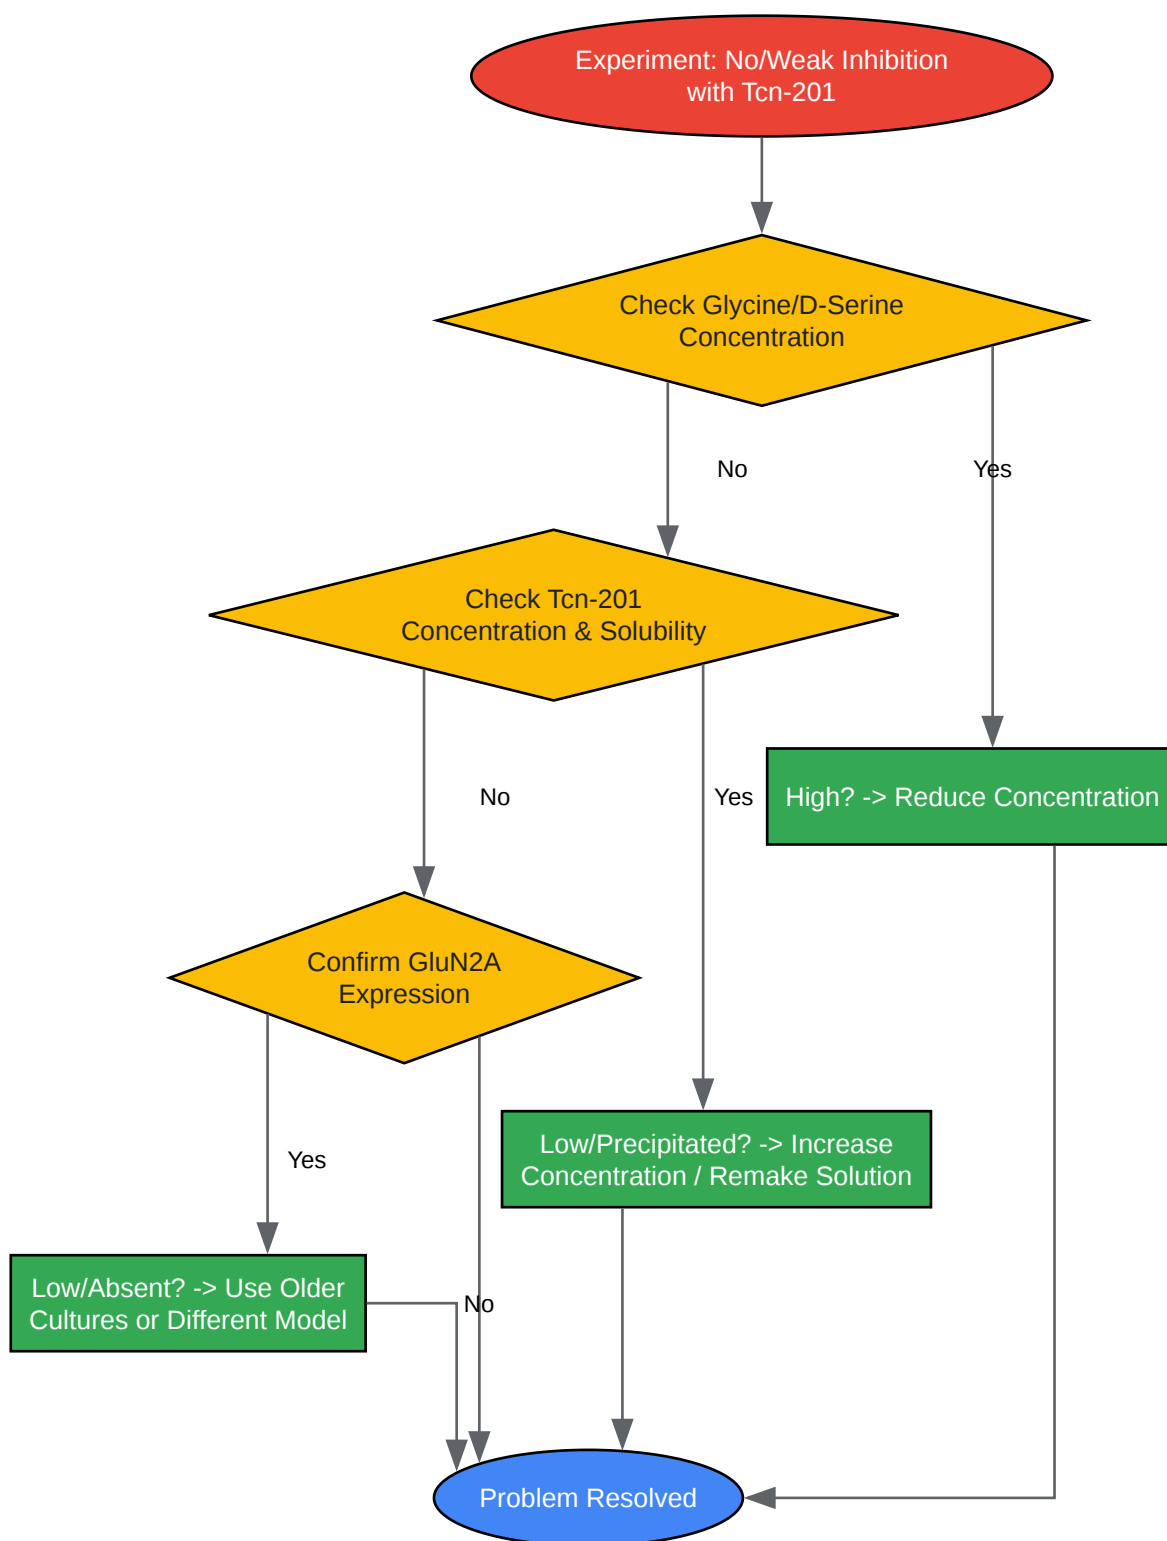 Experiment: No/Weak Inhibition
with Tcn-201
Check Glycine/D-Serine
Concentration
No
Yes
Check Tcn-201
Concentration & Solubility
No
Yes
High? -> Reduce Concentration
Confirm GluN2A
Expression
Yes
Low/Precipitated? -> Increase
Concentration / Remake Solution
Low/Absent? -> Use Older
Cultures or Different Model
No
Problem Resolved